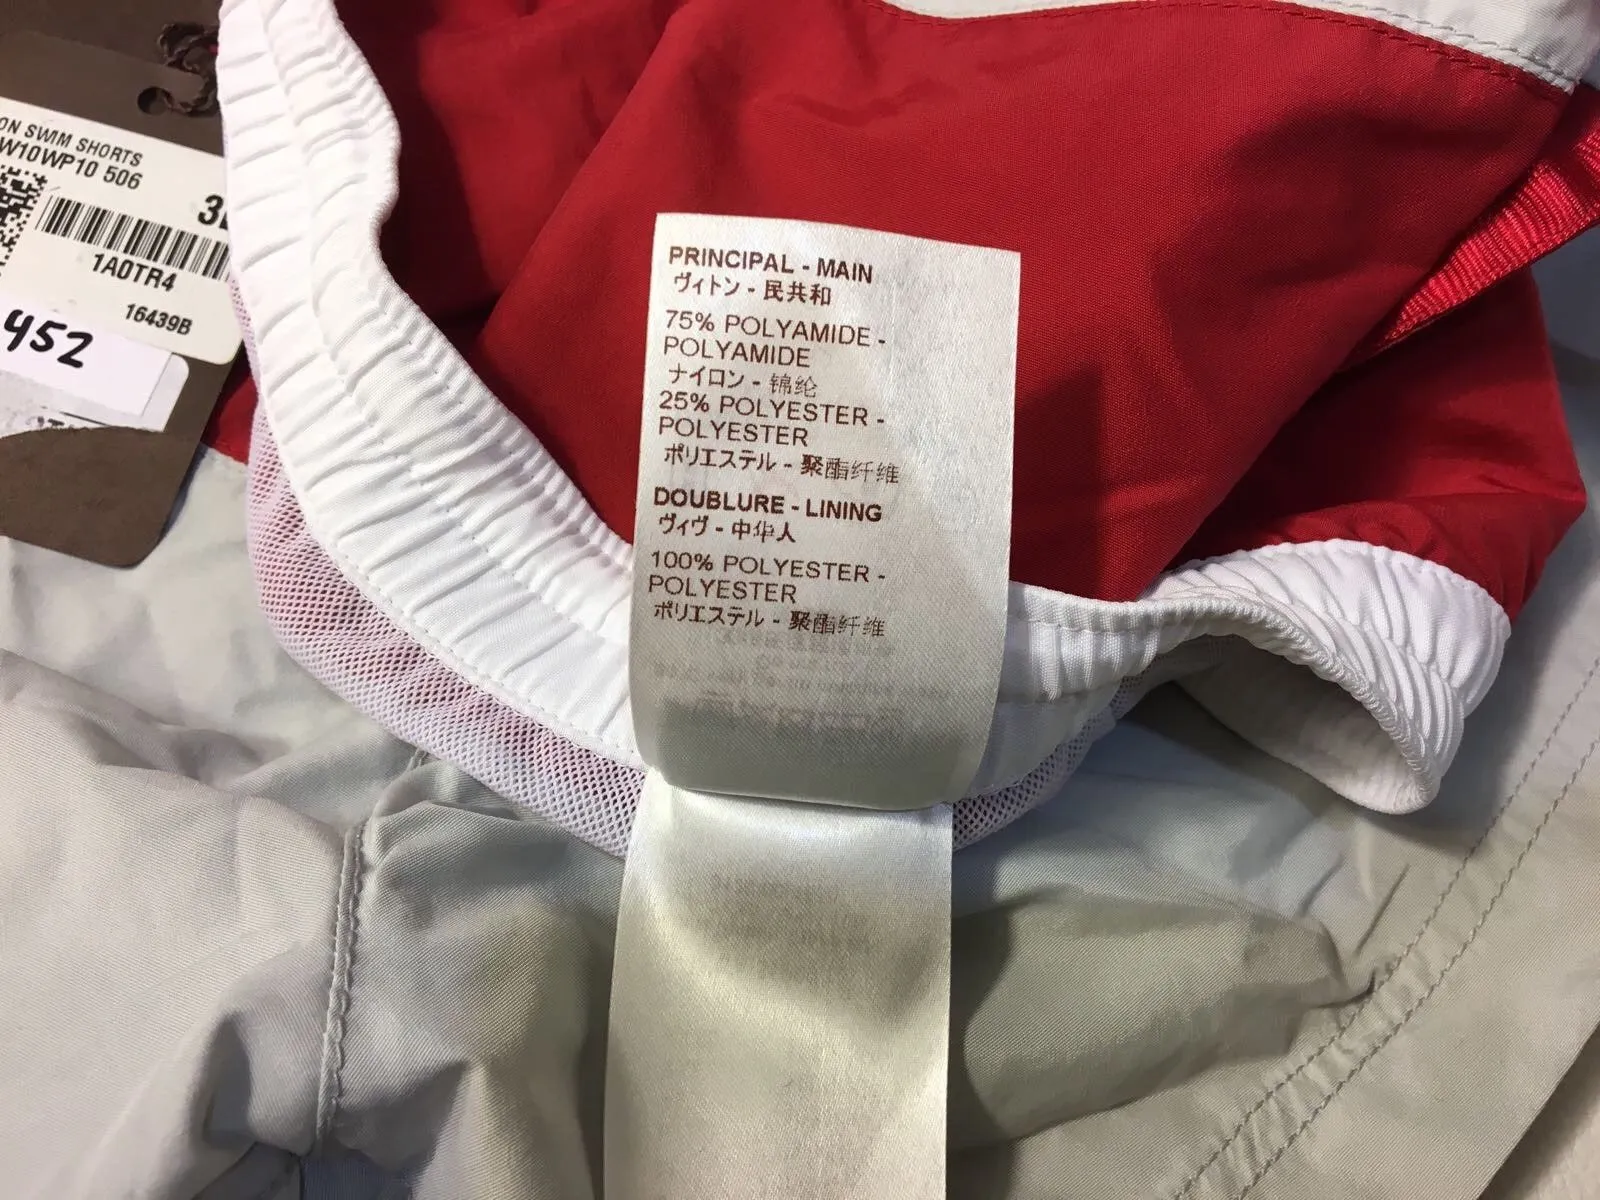 ON SWIM SHORTS
W10WP10 506
1A0TR4
16439B
452
PRINCIPAL - MAIN
ヴィトン - 民共和
75% POLYAMIDE -
POLYAMIDE
ナイロン - 锦纶
25% POLYESTER -
POLYESTER
ポリエステル - 聚酯纤维
DOUBLURE - LINING
ヴィヴ - 中华人
100% POLYESTER -
POLYESTER
ポリエステル - 聚酯纤维